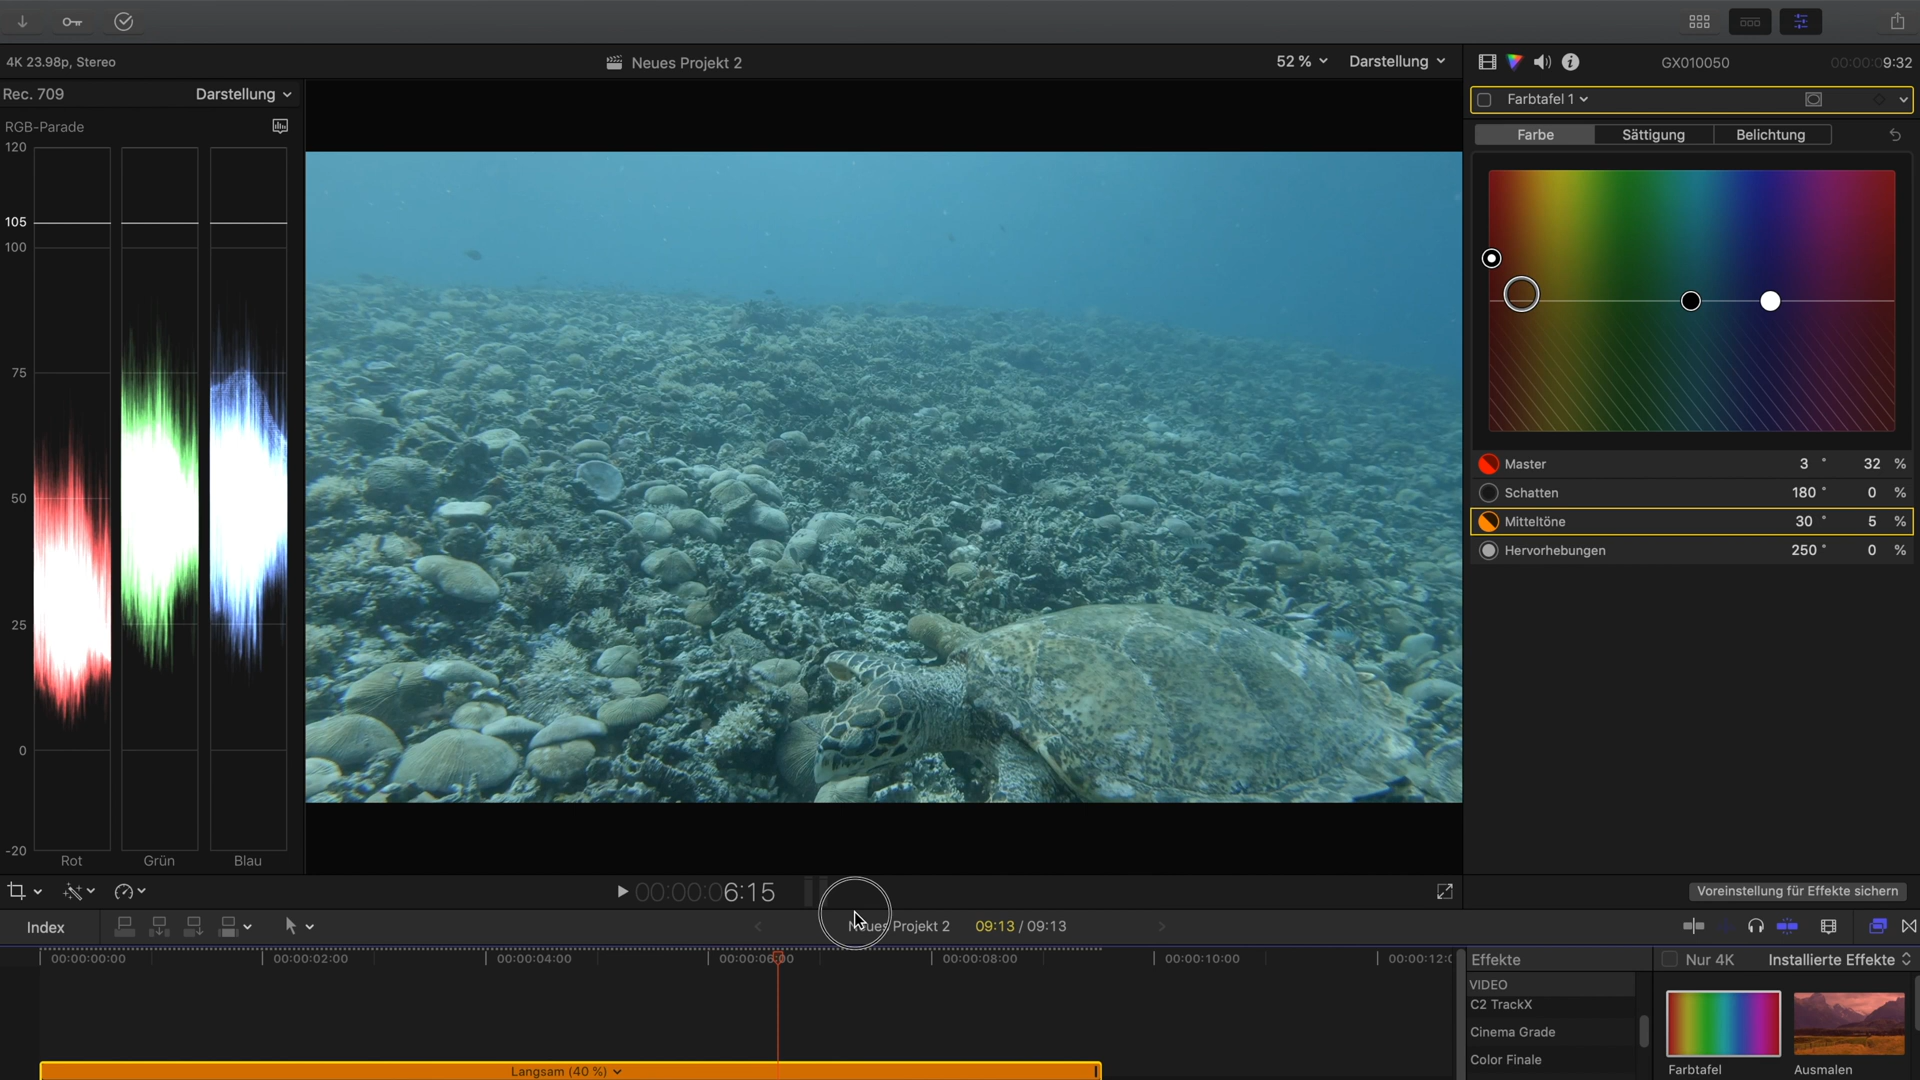 4K 23.98p, Stereo
Neues Projekt 2
52 %
Darstellung
GX010050
00:00:09:32
Rec. 709
Darstellung
Farbtafel 1
RGB-Parade
Farbe
Sättigung
Belichtung
120
105
100
75
50
25
0
-20
Rot
Grün
Blau
Master
3 °
32 %
Schatten
180 °
0 %
Mitteltöne
30 °
5 %
Hervorhebungen
250 °
0 %
00:00:06:15
Voreinstellung für Effekte sichern
Index
Neues Projekt 2
09:13 / 09:13
00:00:00:00
00:00:02:00
00:00:04:00
00:00:06:00
00:00:08:00
00:00:10:00
Effekte
Nur 4K
Installierte Effekte
VIDEO
C2 TrackX
Cinema Grade
Color Finale
Farbtafel
Ausmalen
Langsam (40 %)